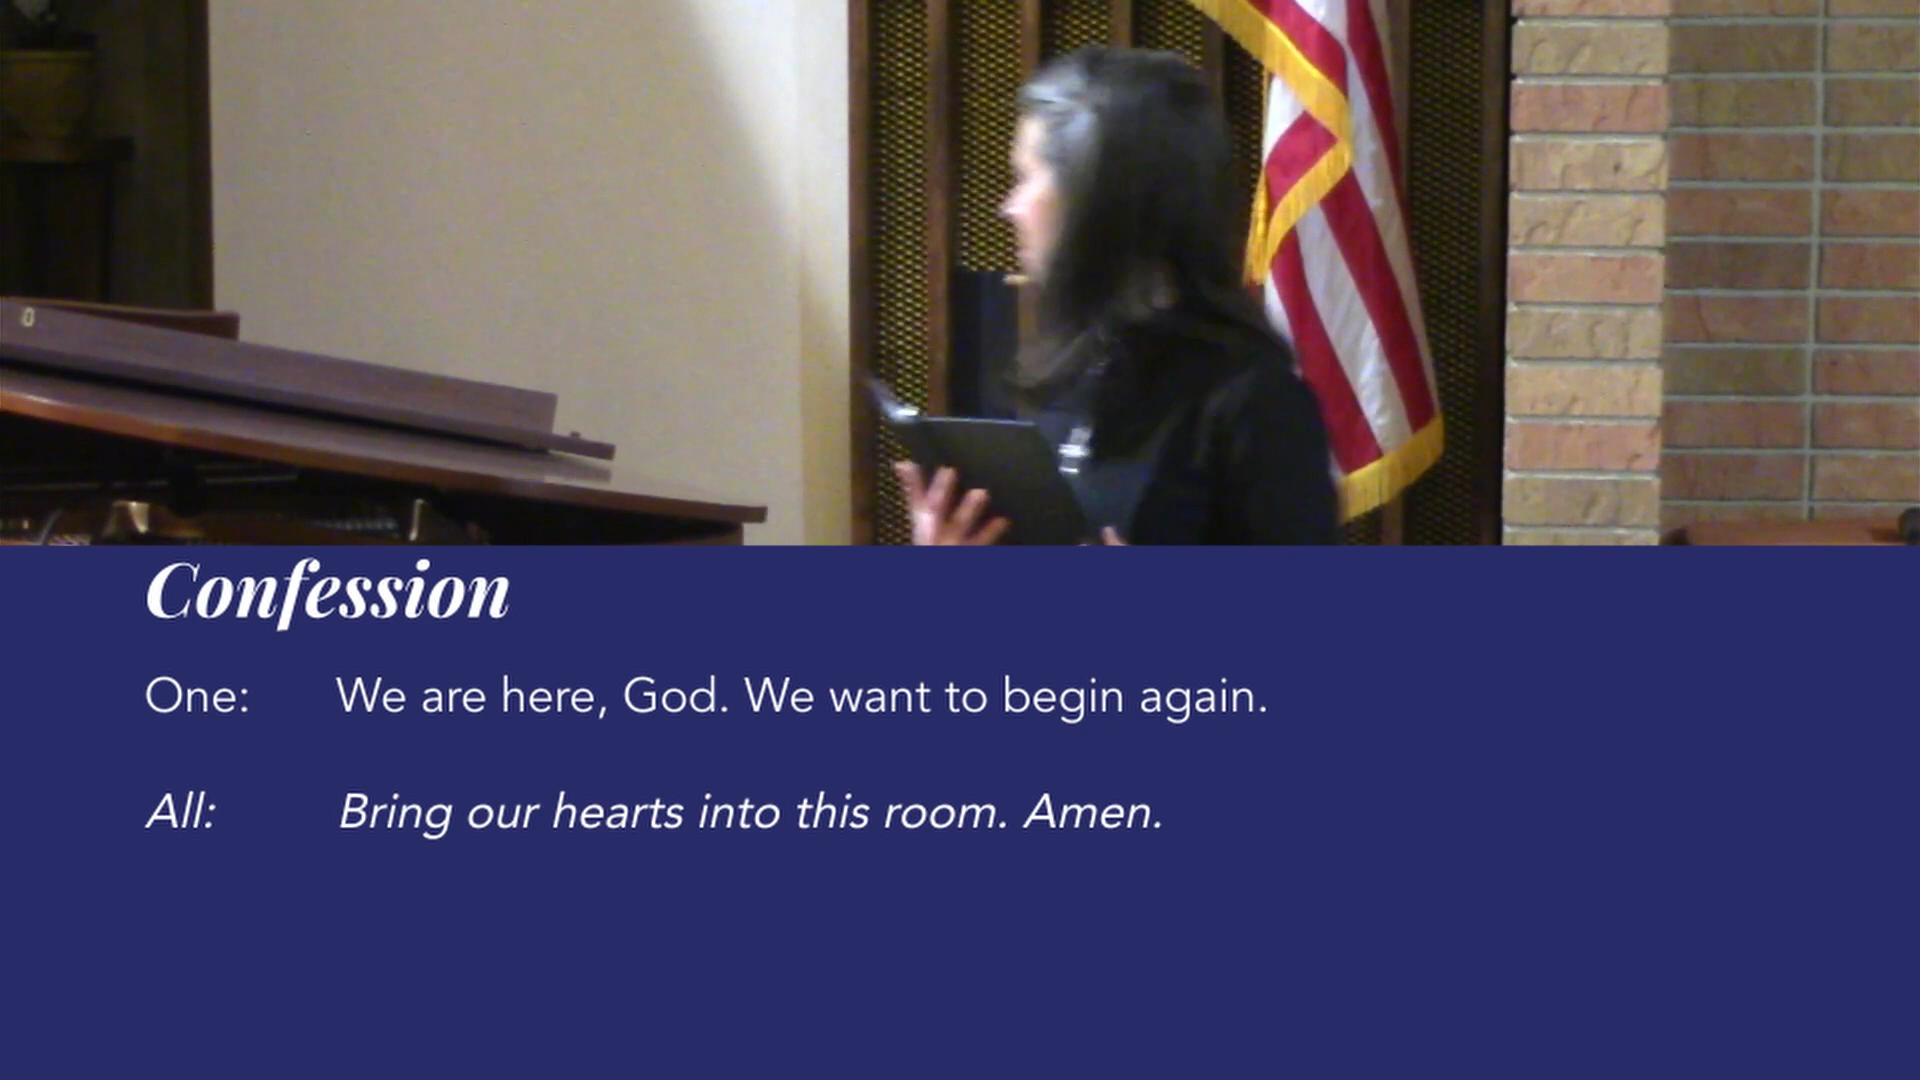 Confession
One: We are here, God. We want to begin again.
All: Bring our hearts into this room. Amen.